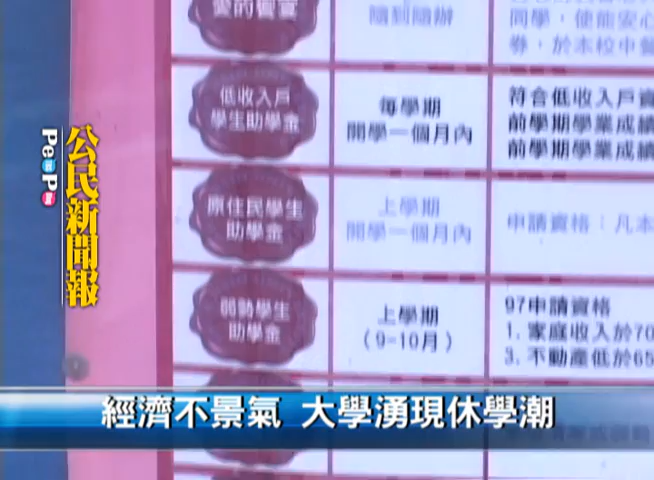 愛的饗宴
隨到隨辦
同學，使能安心
券，於本校中餐
低收入戶
學生助學金
每學期
開學一個月內
符合低收入戶資
前學期學業成績
前學期學業成績
原住民學生
助學金
上學期
開學一個月內
申請資格：凡本
弱勢學生
助學金
上學期
(9-10月)
97申請資格
1. 家庭收入於70
3. 不動產低於65
公民新聞報
PeoPo
經濟不景氣 大學湧現休學潮